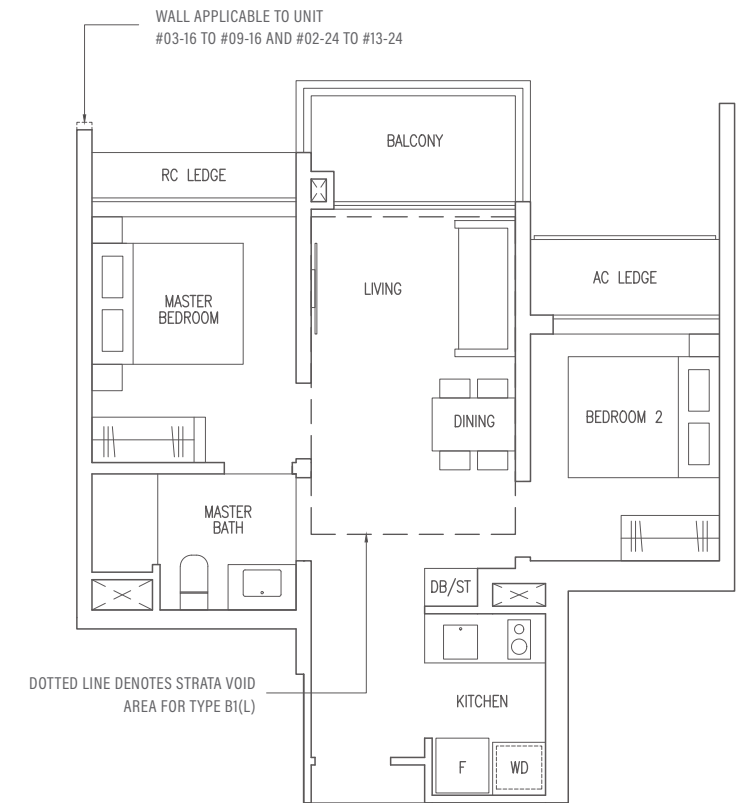 WALL APPLICABLE TO UNIT
#03-16 TO #09-16 AND #02-24 TO #13-24
BALCONY
RC LEDGE
AC LEDGE
LIVING
MASTER
BEDROOM
DINING
BEDROOM 2
MASTER
BATH
DB/ST
DOTTED LINE DENOTES STRATA VOID
AREA FOR TYPE B1(L)
KITCHEN
F
WD